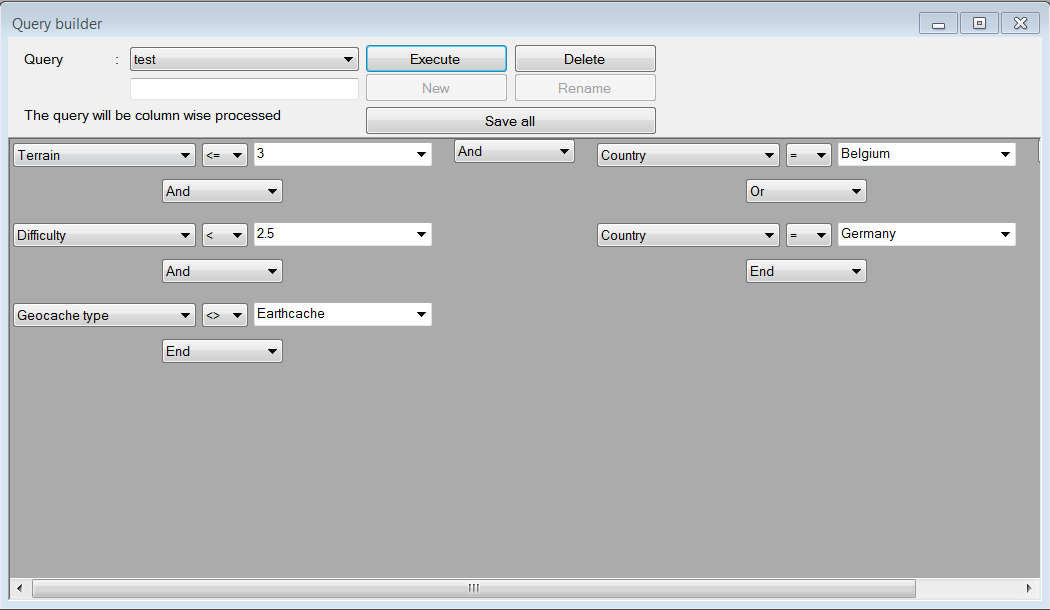 Query builder
Query : test Execute Delete
New Rename
The query will be column wise processed Save all
Terrain <= 3 And Country = Belgium
And Or
Difficulty < 2.5 Country = Germany
And End
Geocache type <> Earthcache
End